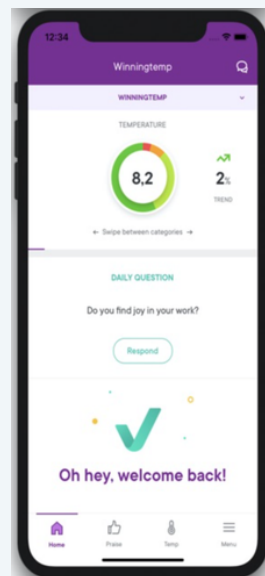 12:34
Winningtemp
WINNINGTEMP
TEMPERATURE
8,2
2%
TREND
← Swipe between categories →
DAILY QUESTION
Do you find joy in your work?
Respond
Oh hey, welcome back!
Home Praise Temp Menu